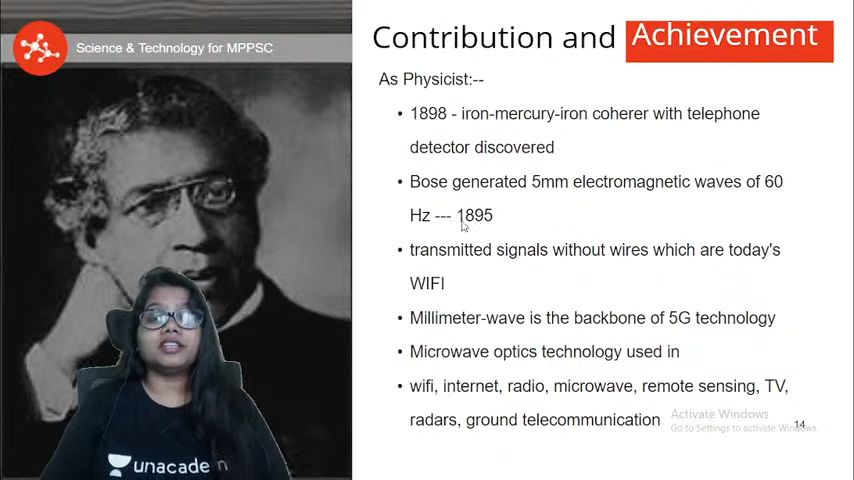 Science & Technology for MPPSC
Contribution and Achievement
As Physicist:--
• 1898 - iron-mercury-iron coherer with telephone
detector discovered
• Bose generated 5mm electromagnetic waves of 60
Hz --- 1895
• transmitted signals without wires which are today's
WIFI
• Millimeter-wave is the backbone of 5G technology
• Microwave optics technology used in
• wifi, internet, radio, microwave, remote sensing, TV,
radars, ground telecommunication
Activate Windows
Go to Settings to activate Windows.
14
unacade